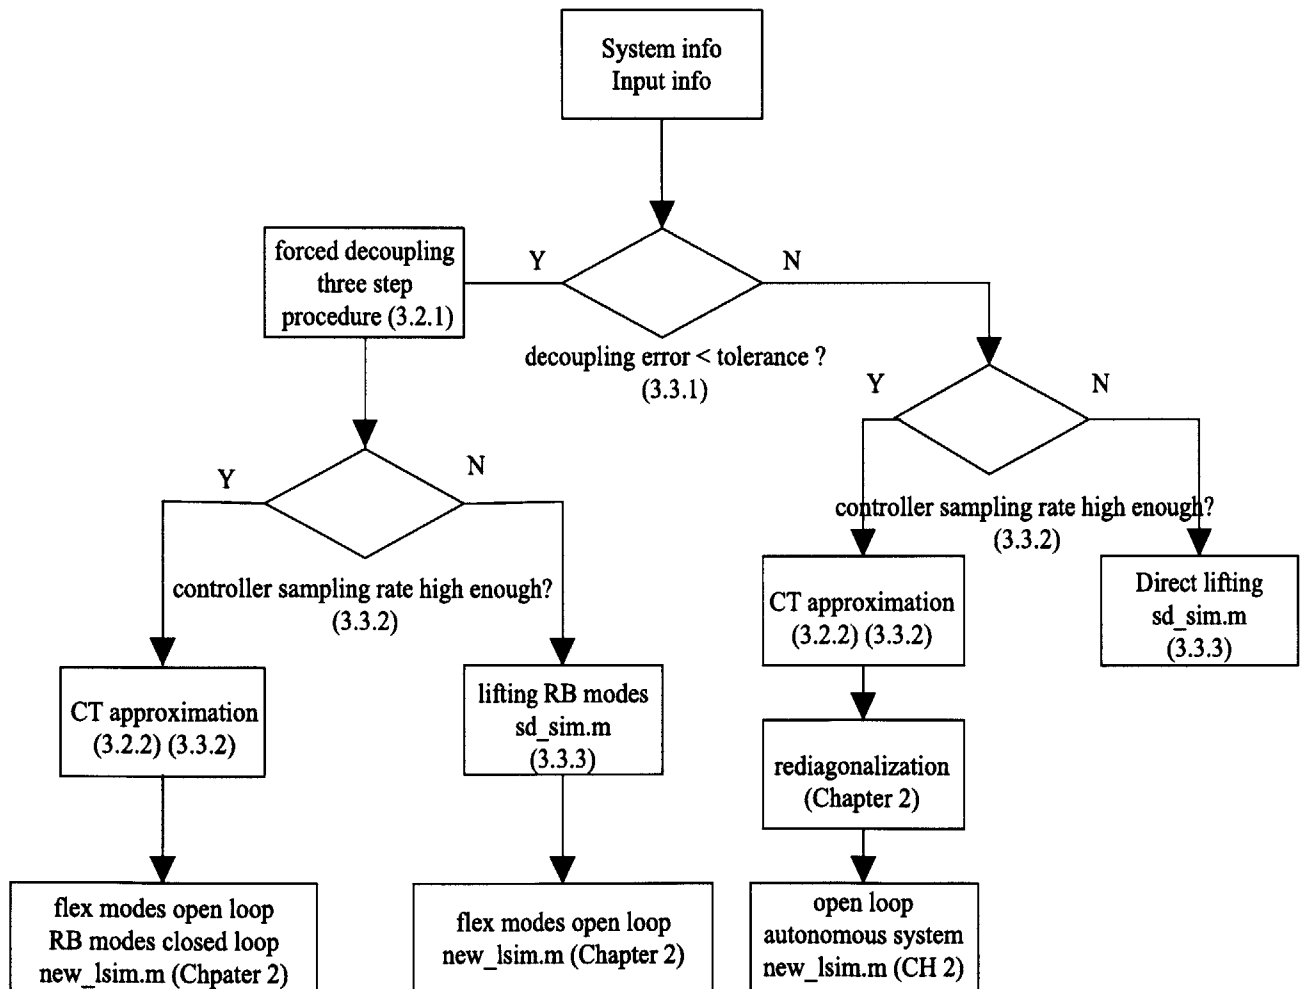 System info
Input info
forced decoupling
three step
procedure (3.2.1)
Y
N
decoupling error < tolerance ?
(3.3.1)
Y
N
Y
N
controller sampling rate high enough?
(3.3.2)
controller sampling rate high enough?
(3.3.2)
CT approximation
(3.2.2) (3.3.2)
Direct lifting
sd_sim.m
(3.3.3)
CT approximation
(3.2.2) (3.3.2)
lifting RB modes
sd_sim.m
(3.3.3)
rediagonalization
(Chapter 2)
flex modes open loop
RB modes closed loop
new_lsim.m (Chpater 2)
flex modes open loop
new_lsim.m (Chapter 2)
open loop
autonomous system
new_lsim.m (CH 2)